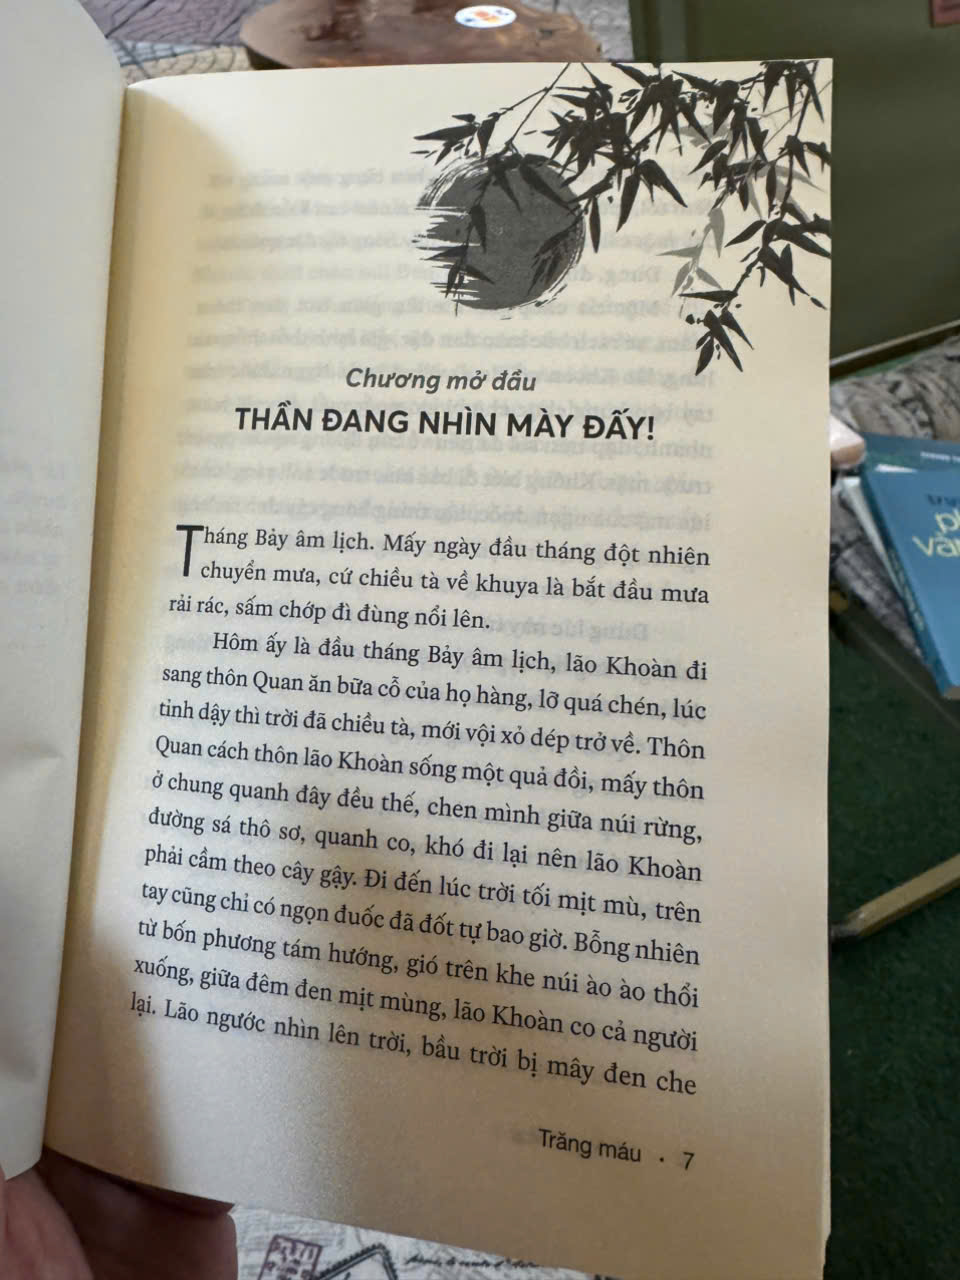 Chương mở đầu
THẦN ĐANG NHÌN MÀY ĐẤY!
Tháng Bảy âm lịch. Mấy ngày đầu tháng đột nhiên
chuyển mưa, cứ chiều tà về khuya là bắt đầu mưa
rải rác, sấm chớp đì đùng nổi lên.
Hôm ấy là đầu tháng Bảy âm lịch, lão Khoàn đi
sang thôn Quan ăn bữa cỗ của họ hàng, lỡ quá chén, lúc
tỉnh dậy thì trời đã chiều tà, mới vội xỏ dép trở về. Thôn
Quan cách thôn lão Khoàn sống một quả đồi, mấy thôn
ở chung quanh đây đều thế, chen mình giữa núi rừng,
đường sá thô sơ, quanh co, khó đi lại nên lão Khoàn
phải cầm theo cây gậy. Đi đến lúc trời tối mịt mù, trên
tay cũng chỉ có ngọn đuốc đã đốt tự bao giờ. Bỗng nhiên
từ bốn phương tám hướng, gió trên khe núi ào ào thổi
xuống, giữa đêm đen mịt mùng, lão Khoàn co cả người
lại. Lão ngước nhìn lên trời, bầu trời bị mây đen che
Trăng máu • 7